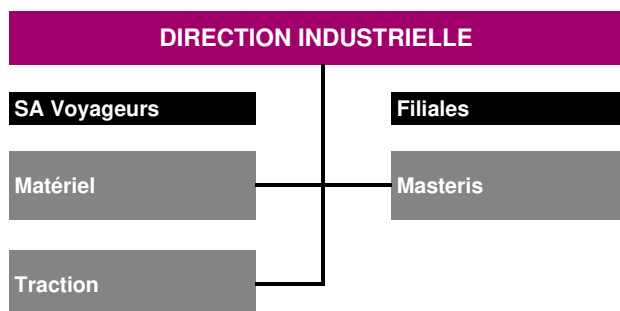 DIRECTION INDUSTRIELLE
SA Voyageurs
Filiales
Matériel
Masteris
Traction